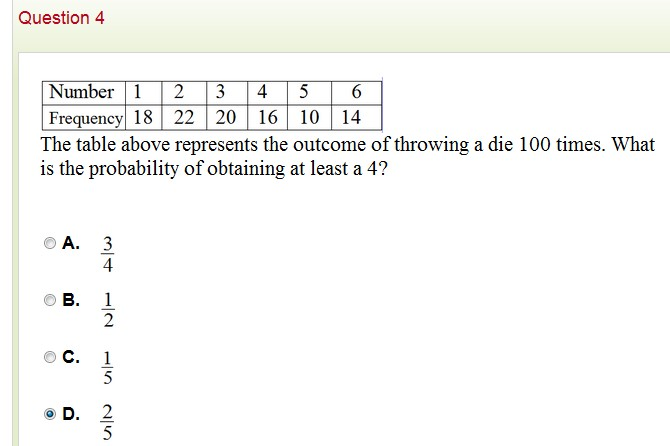 Question 4
Number 1 2 3 4 5 6
Frequency 18 22 20 16 10 14
The table above represents the outcome of throwing a die 100 times. What
is the probability of obtaining at least a 4?
A. 3/4
B. 1/2
C. 1/5
D. 2/5